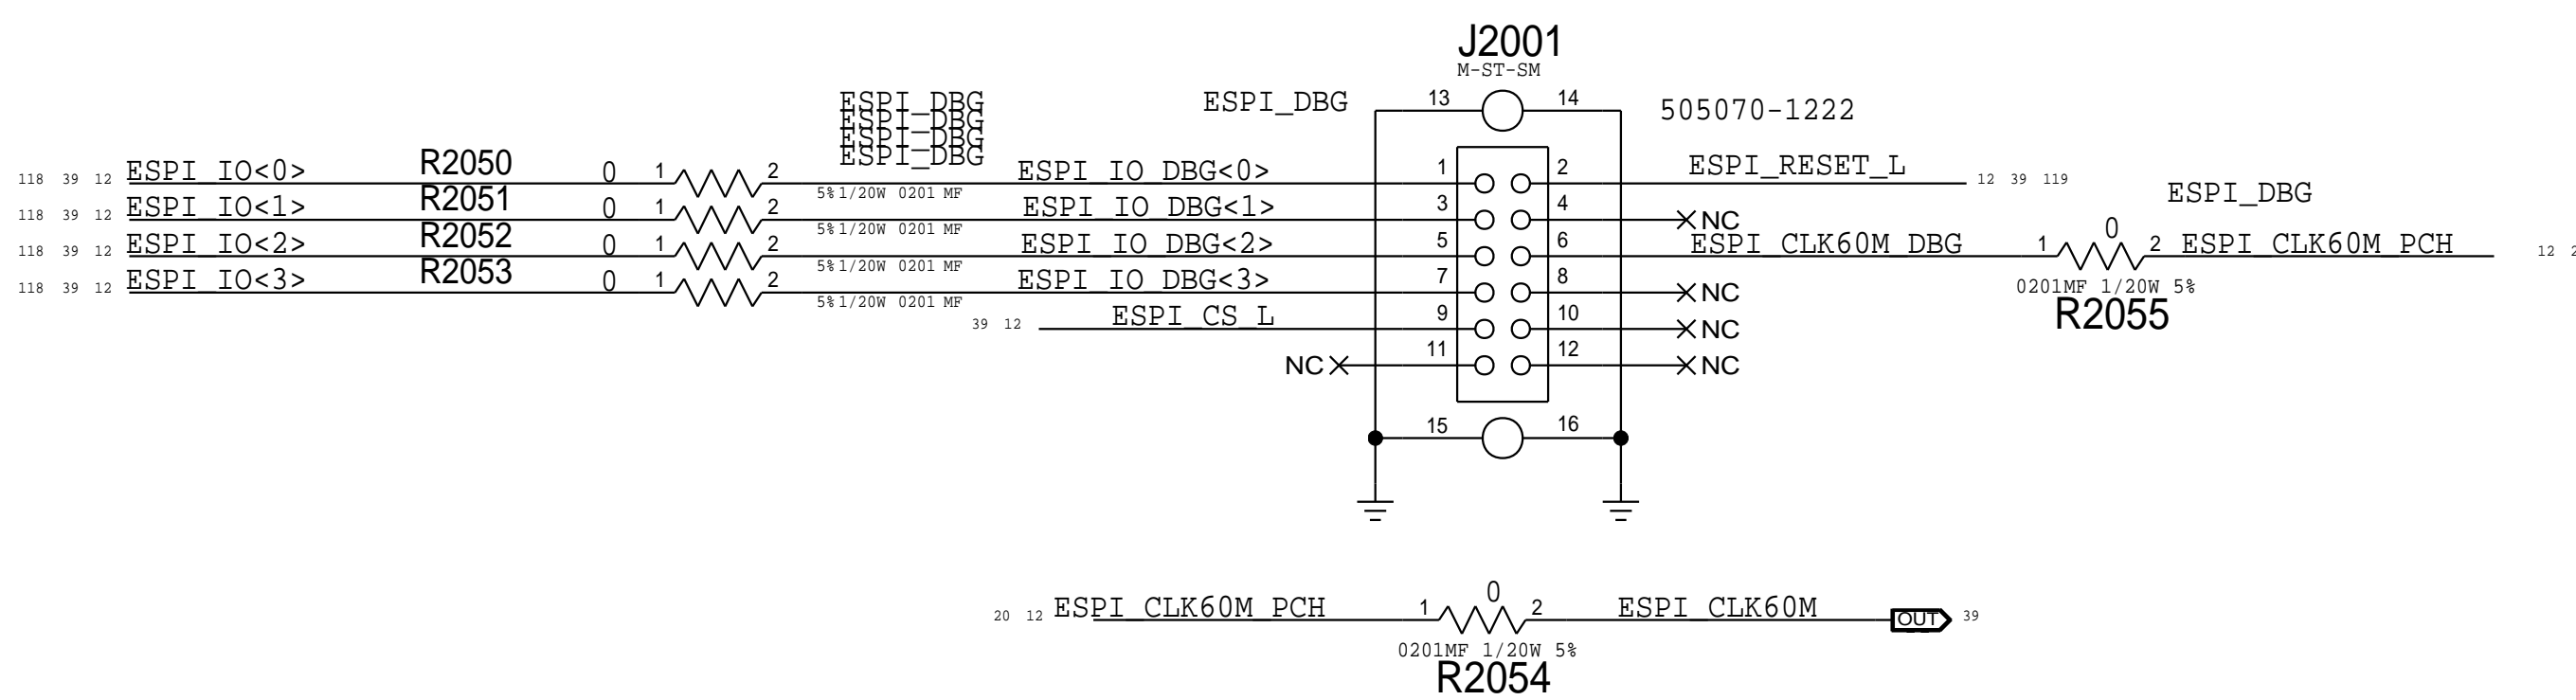 J2001
M-ST-SM
ESPI_DBG
ESPI_DBG
ESPI_DBG
ESPI_DBG
ESPI_DBG 13 14 505070-1222
118 39 12 ESPI_IO<0> R2050 0 1 2 5% 1/20W 0201 MF ESPI_IO_DBG<0> 1 2 ESPI_RESET_L 12 39 119
118 39 12 ESPI_IO<1> R2051 0 1 2 5% 1/20W 0201 MF ESPI_IO_DBG<1> 3 4 NC
ESPI_DBG
118 39 12 ESPI_IO<2> R2052 0 1 2 5% 1/20W 0201 MF ESPI_IO_DBG<2> 5 6 ESPI_CLK60M_DBG 1 0 2 ESPI_CLK60M_PCH 12
0201MF 1/20W 5%
R2055
118 39 12 ESPI_IO<3> R2053 0 1 2 5% 1/20W 0201 MF ESPI_IO_DBG<3> 7 8 NC
39 12 ESPI_CS_L 9 10 NC
NC 11 12 NC
15 16
20 12 ESPI_CLK60M_PCH 1 0 2 ESPI_CLK60M OUT 39
0201MF 1/20W 5%
R2054